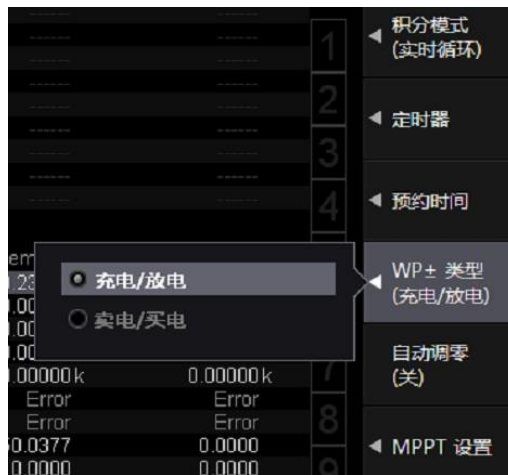 积分模式
(实时循环)
1
2
定时器
3
4
预约时间
WP± 类型
(充电/放电)
充电/放电
卖电/买电
自动调零
(关)
7
.00000 k 0.00000 k
Error Error
Error Error
8
0.0377 0.0000
MPPT 设置
0.0000 0.0000
9